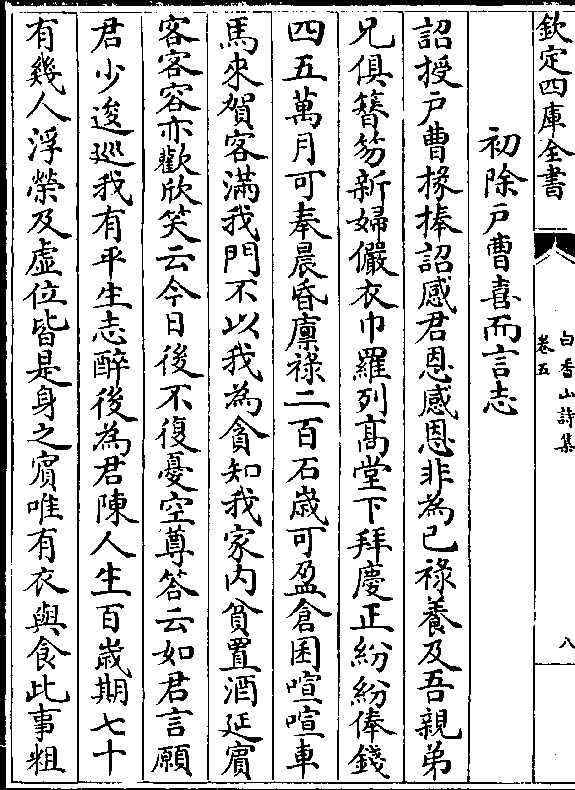 欽定四庫全書
白香山詩集
卷五
八
初除戶曹喜而言志
詔授戶曹掾捧詔感君恩感恩非為己祿養及吾親弟
兄俱簪笏新婦儼衣巾羅列高堂下拜慶正紛紛俸錢
四五萬月可奉晨昏廪祿二百石歲可盈倉囷喧喧車
馬來賀客滿我門不以我為貪知我家內貧置酒延賓
客客容亦歡欣笑云今日後不復憂空尊答云如君言願
君少逡巡我有平生志醉後為君陳人生百歲期七十
有幾人浮榮及虛位皆是身之賓唯有衣與食此事粗